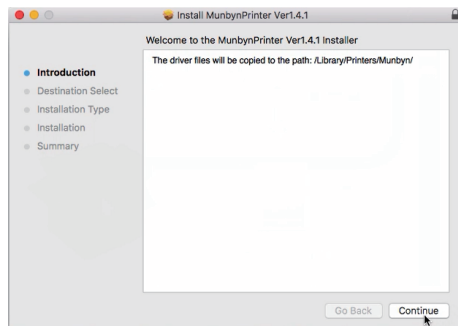 Install MunbynPrinter Ver1.4.1
Welcome to the MunbynPrinter Ver1.4.1 Installer
The driver files will be copied to the path: /Library/Printers/Munbyn/
Introduction
Destination Select
Installation Type
Installation
Summary
Go Back
Continue